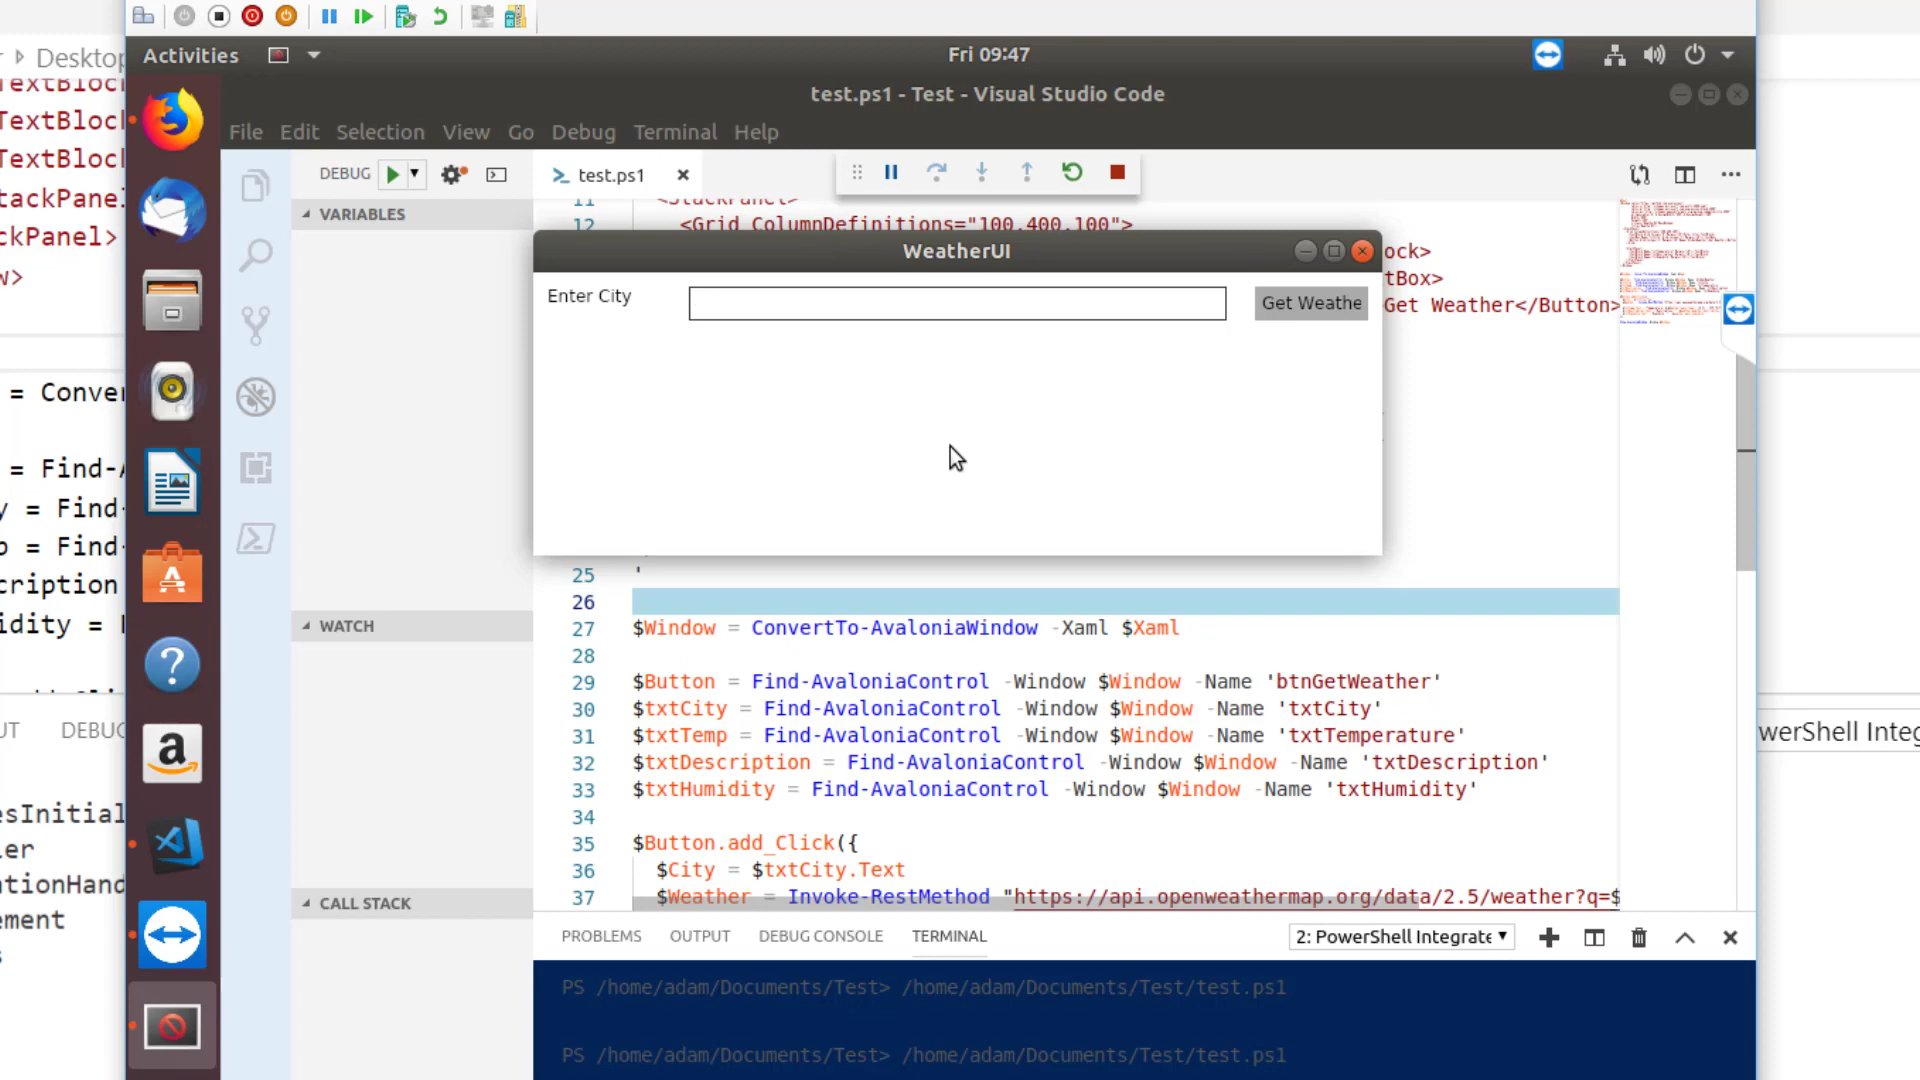 Desktop
Activities
Fri 09:47
test.ps1 - Test - Visual Studio Code
File Edit Selection View Go Debug Terminal Help
DEBUG
test.ps1
VARIABLES
11 <StackPanel>
12 <Grid ColumnDefinitions="100,400,100">
WeatherUI
ock>
tBox>
Get Weather</Button>
Enter City
Get Weathe
25 '
26
27 $Window = ConvertTo-AvaloniaWindow -Xaml $Xaml
28
29 $Button = Find-AvaloniaControl -Window $Window -Name 'btnGetWeather'
30 $txtCity = Find-AvaloniaControl -Window $Window -Name 'txtCity'
31 $txtTemp = Find-AvaloniaControl -Window $Window -Name 'txtTemperature'
32 $txtDescription = Find-AvaloniaControl -Window $Window -Name 'txtDescription'
33 $txtHumidity = Find-AvaloniaControl -Window $Window -Name 'txtHumidity'
34
35 $Button.add_Click({
36 $City = $txtCity.Text
37 $Weather = Invoke-RestMethod "https://api.openweathermap.org/data/2.5/weather?q=$
WATCH
CALL STACK
PROBLEMS OUTPUT DEBUG CONSOLE TERMINAL
2: PowerShell Integrate
PS /home/adam/Documents/Test> /home/adam/Documents/Test/test.ps1
PS /home/adam/Documents/Test> /home/adam/Documents/Test/test.ps1
TextBloc
TextBloc
TextBloc
tackPanel
ckPanel>
w>
= Conver
= Find-A
y = Find-
p = Find-
cription
idity = F
UT DEBUG
esInitial
er
ationHand
ement
s
werShell Integ